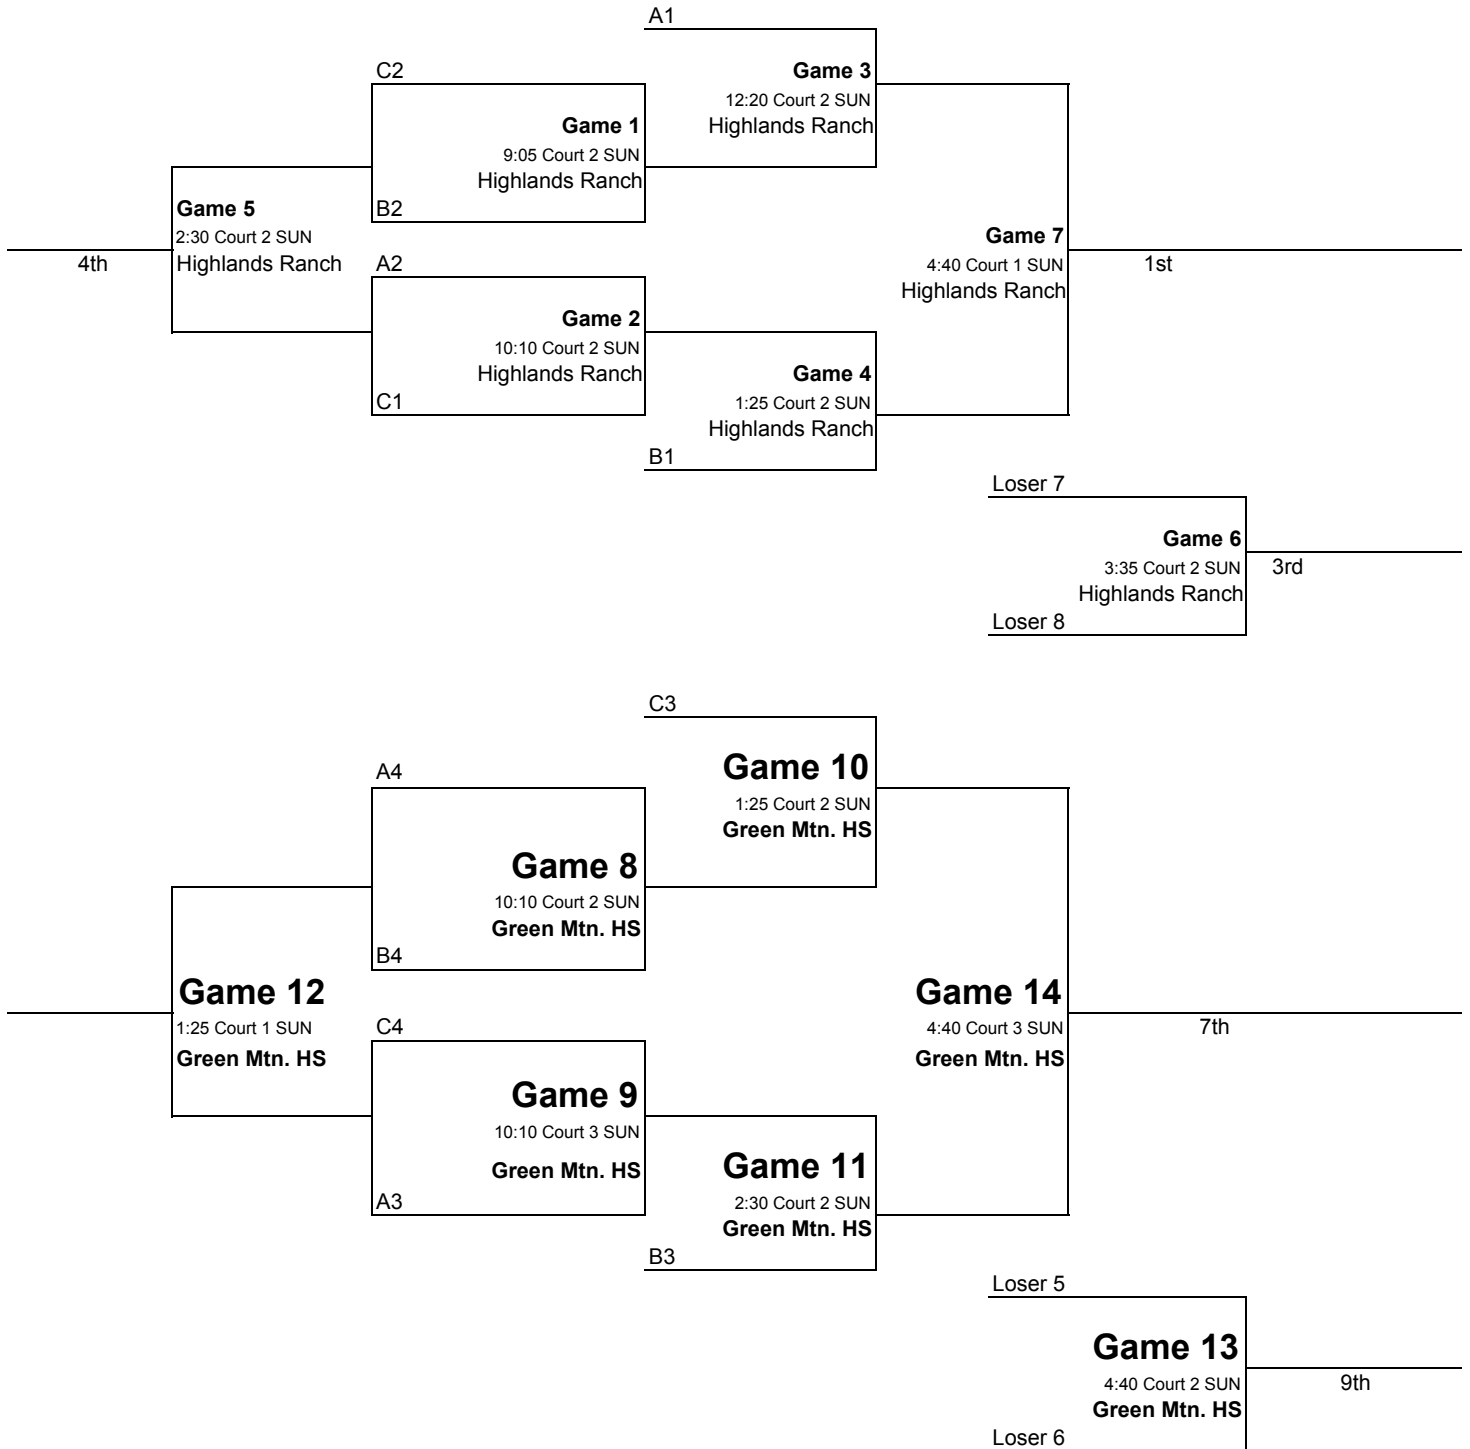 A1
C2
Game 3
12:20 Court 2 SUN
Highlands Ranch
Game 1
9:05 Court 2 SUN
Highlands Ranch
B2
Game 5
2:30 Court 2 SUN
Highlands Ranch
4th
A2
Game 7
4:40 Court 1 SUN
Highlands Ranch
1st
Game 2
10:10 Court 2 SUN
Highlands Ranch
C1
Game 4
1:25 Court 2 SUN
Highlands Ranch
B1
Loser 7
Game 6
3:35 Court 2 SUN
Highlands Ranch
3rd
Loser 8
C3
A4
Game 10
1:25 Court 2 SUN
Green Mtn. HS
Game 8
10:10 Court 2 SUN
Green Mtn. HS
B4
Game 12
1:25 Court 1 SUN
Green Mtn. HS
C4
Game 14
4:40 Court 3 SUN
Green Mtn. HS
7th
Game 9
10:10 Court 3 SUN
Green Mtn. HS
A3
Game 11
2:30 Court 2 SUN
Green Mtn. HS
B3
Loser 5
Game 13
4:40 Court 2 SUN
Green Mtn. HS
9th
Loser 6